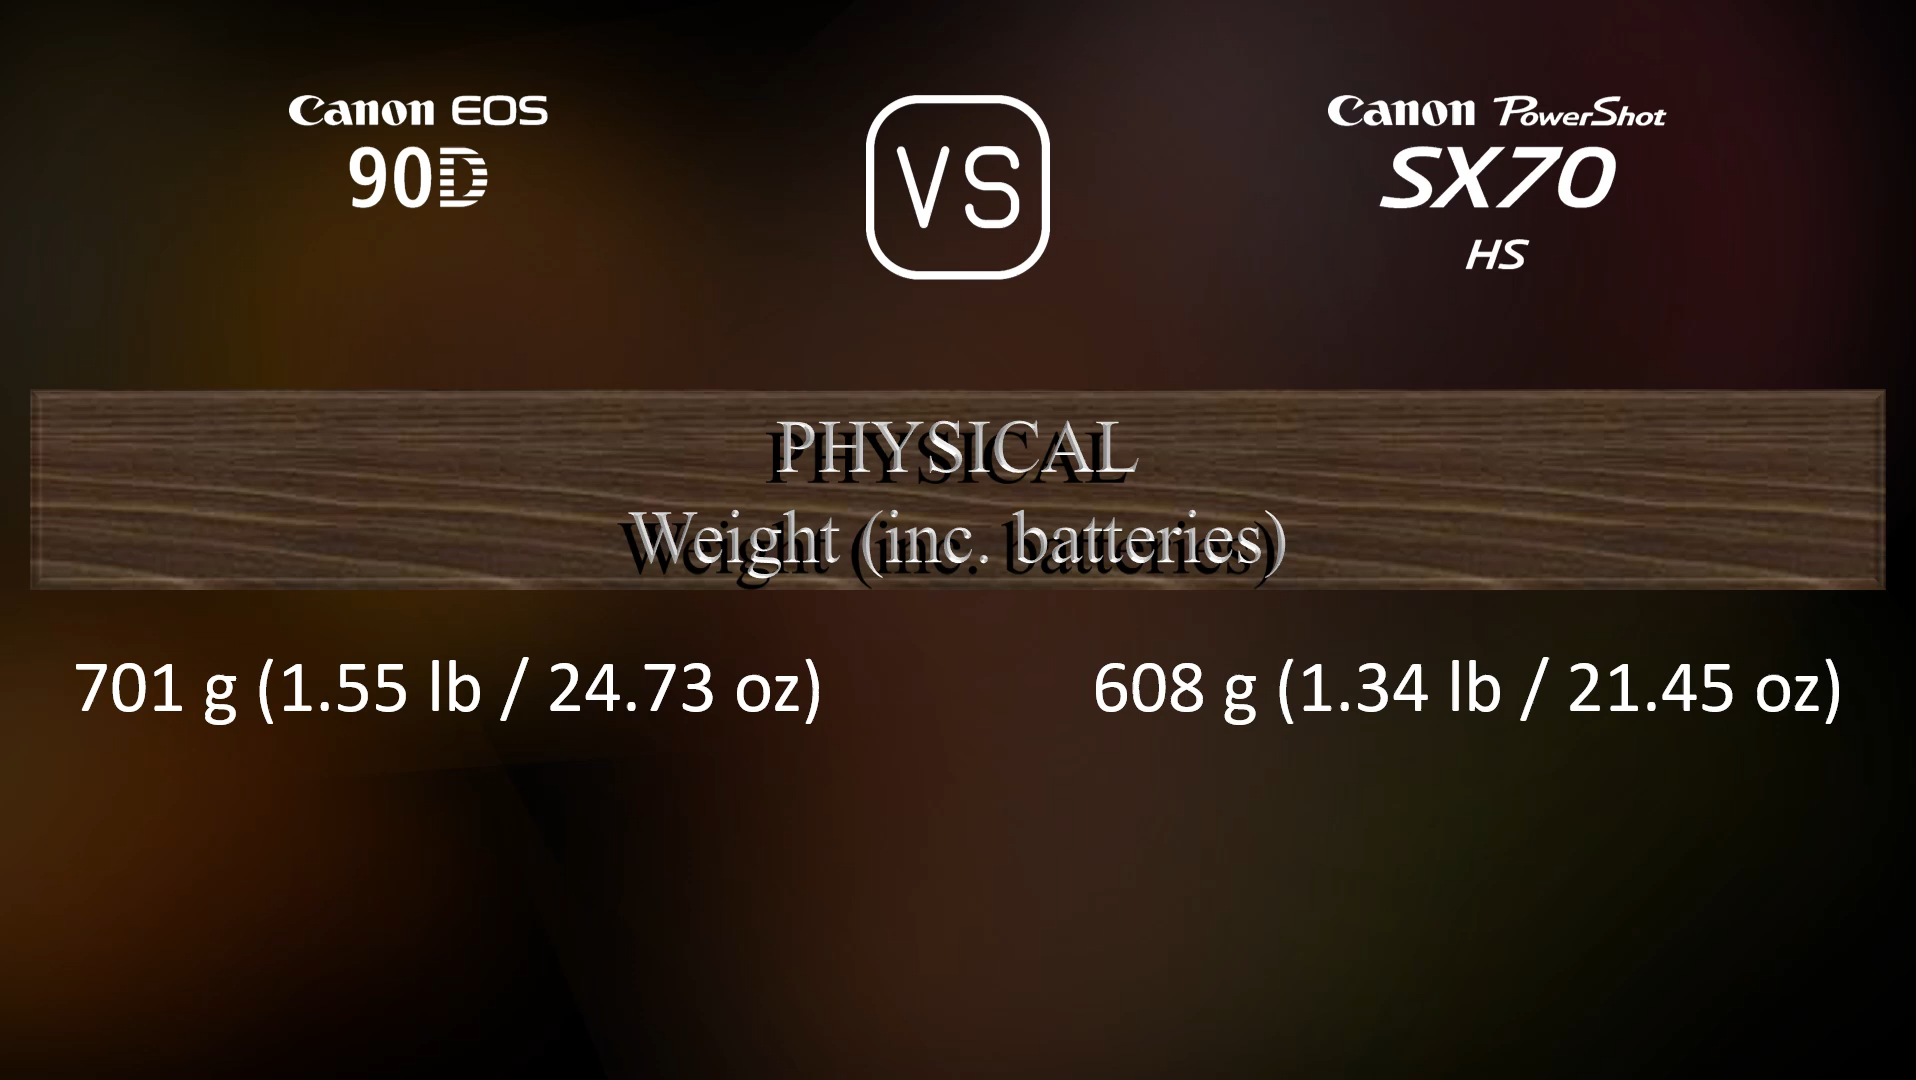 Canon EOS
90D
VS
Canon PowerShot
SX70
HS
PHYSICAL
Weight (inc. batteries)
701 g (1.55 lb / 24.73 oz)
608 g (1.34 lb / 21.45 oz)